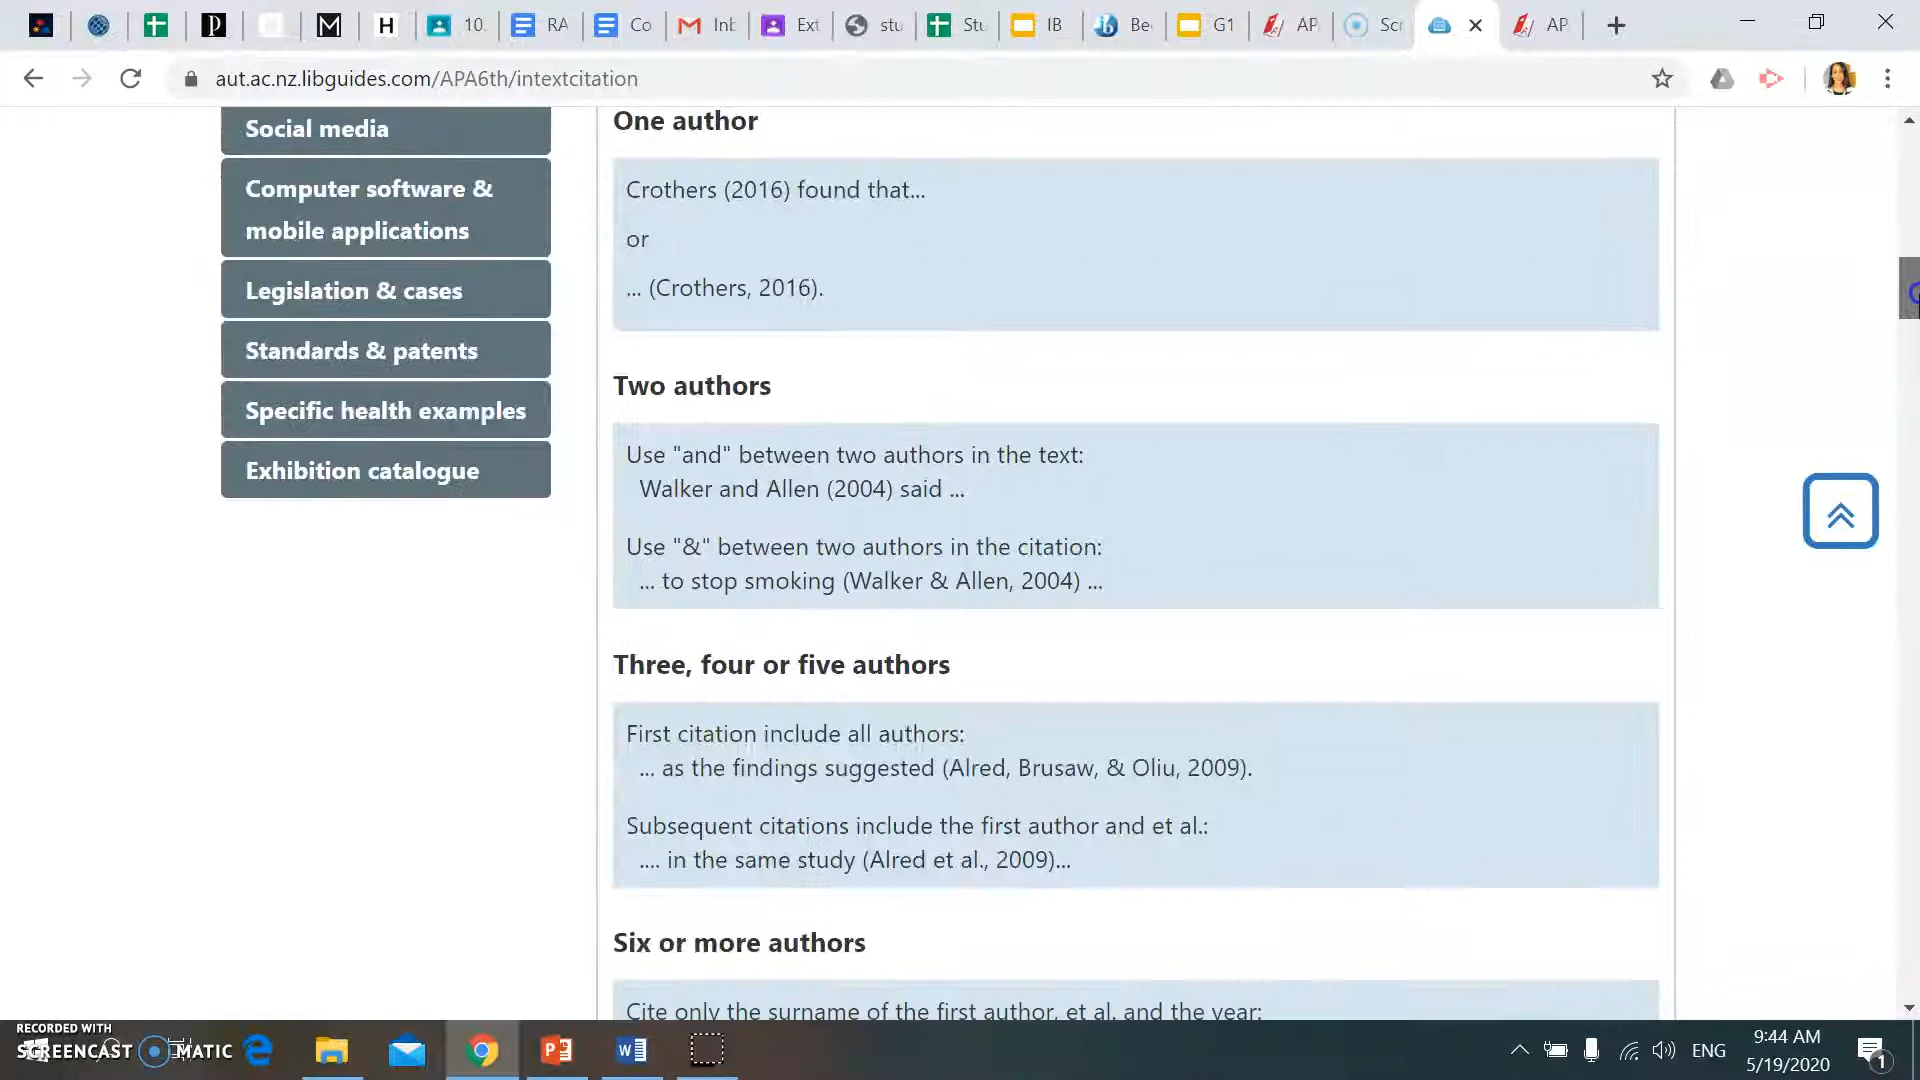 P
M
H
10.
RA
Co
Inb
Ext
stu
Stu
IB
Be
G1
AP
Scr
AP
aut.ac.nz.libguides.com/APA6th/intextcitation
Social media
Computer software &
mobile applications
Legislation & cases
Standards & patents
Specific health examples
Exhibition catalogue
One author
Crothers (2016) found that...
or
... (Crothers, 2016).
Two authors
Use "and" between two authors in the text:
Walker and Allen (2004) said ...
Use "&" between two authors in the citation:
... to stop smoking (Walker & Allen, 2004) ...
Three, four or five authors
First citation include all authors:
... as the findings suggested (Alred, Brusaw, & Oliu, 2009).
Subsequent citations include the first author and et al.:
.... in the same study (Alred et al., 2009)...
Six or more authors
Cite only the surname of the first author, et al. and the year:
RECORDED WITH
SCREENCAST MATIC
ENG
9:44 AM
5/19/2020
1